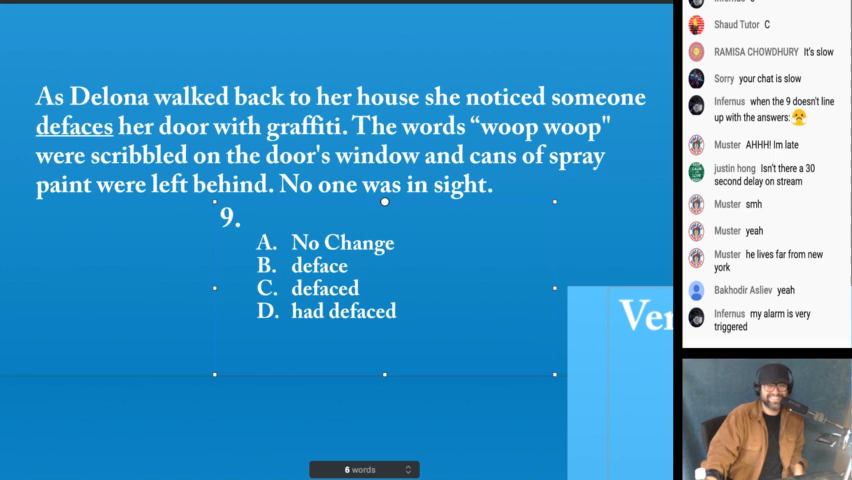 As Delona walked back to her house she noticed someone
defaces her door with graffiti. The words “woop woop"
were scribbled on the door's window and cans of spray
paint were left behind. No one was in sight.
9.
A. No Change
B. deface
C. defaced
D. had defaced
Ver
6 words
Shaud Tutor C
RAMISA CHOWDHURY It's slow
Sorry your chat is slow
Infernus when the 9 doesn't line
up with the answers:
Muster AHHH! Im late
justin hong Isn't there a 30
second delay on stream
Muster smh
Muster yeah
Muster he lives far from new
york
Bakhodir Asliev yeah
Infernus my alarm is very
triggered